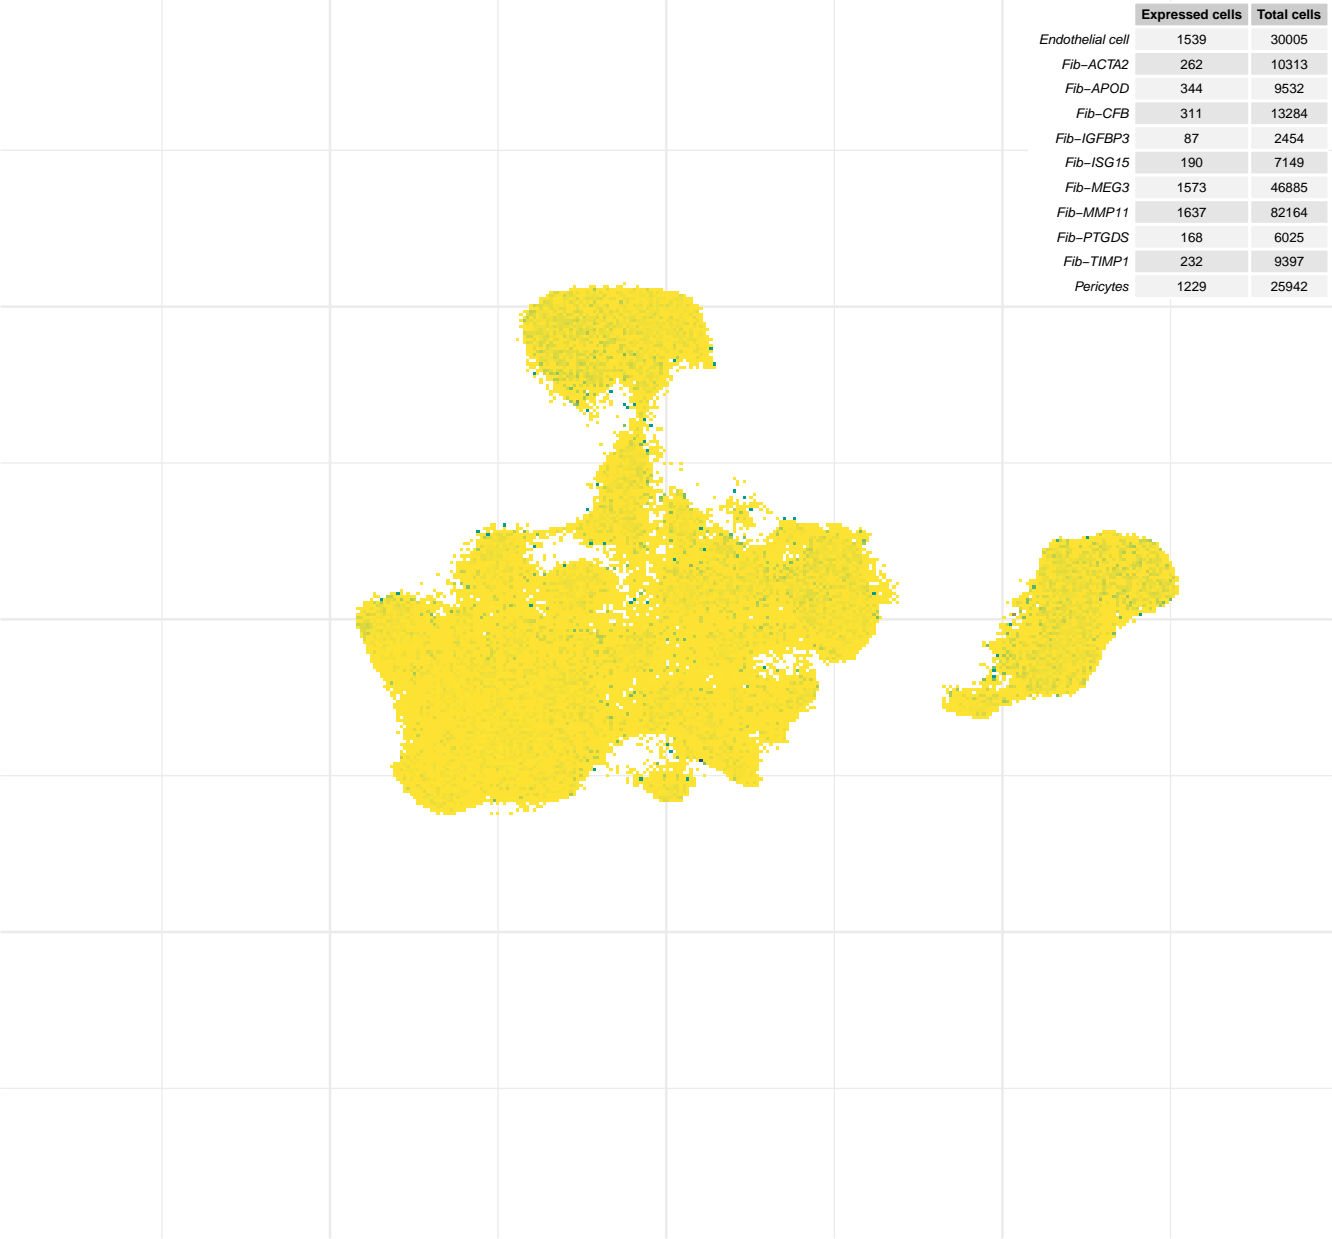 Expressed cells Total cells
Endothelial cell 1539 30005
Fib−ACTA2 262 10313
Fib−APOD 344 9532
Fib−CFB 311 13284
Fib−IGFBP3 87 2454
Fib−ISG15 190 7149
Fib−MEG3 1573 46885
Fib−MMP11 1637 82164
Fib−PTGDS 168 6025
Fib−TIMP1 232 9397
Pericytes 1229 25942